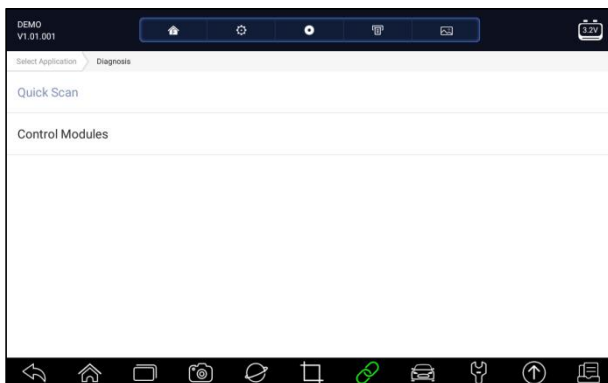 DEMO
V1.01.001
3.2V
Select Application
Diagnosis
Quick Scan
Control Modules